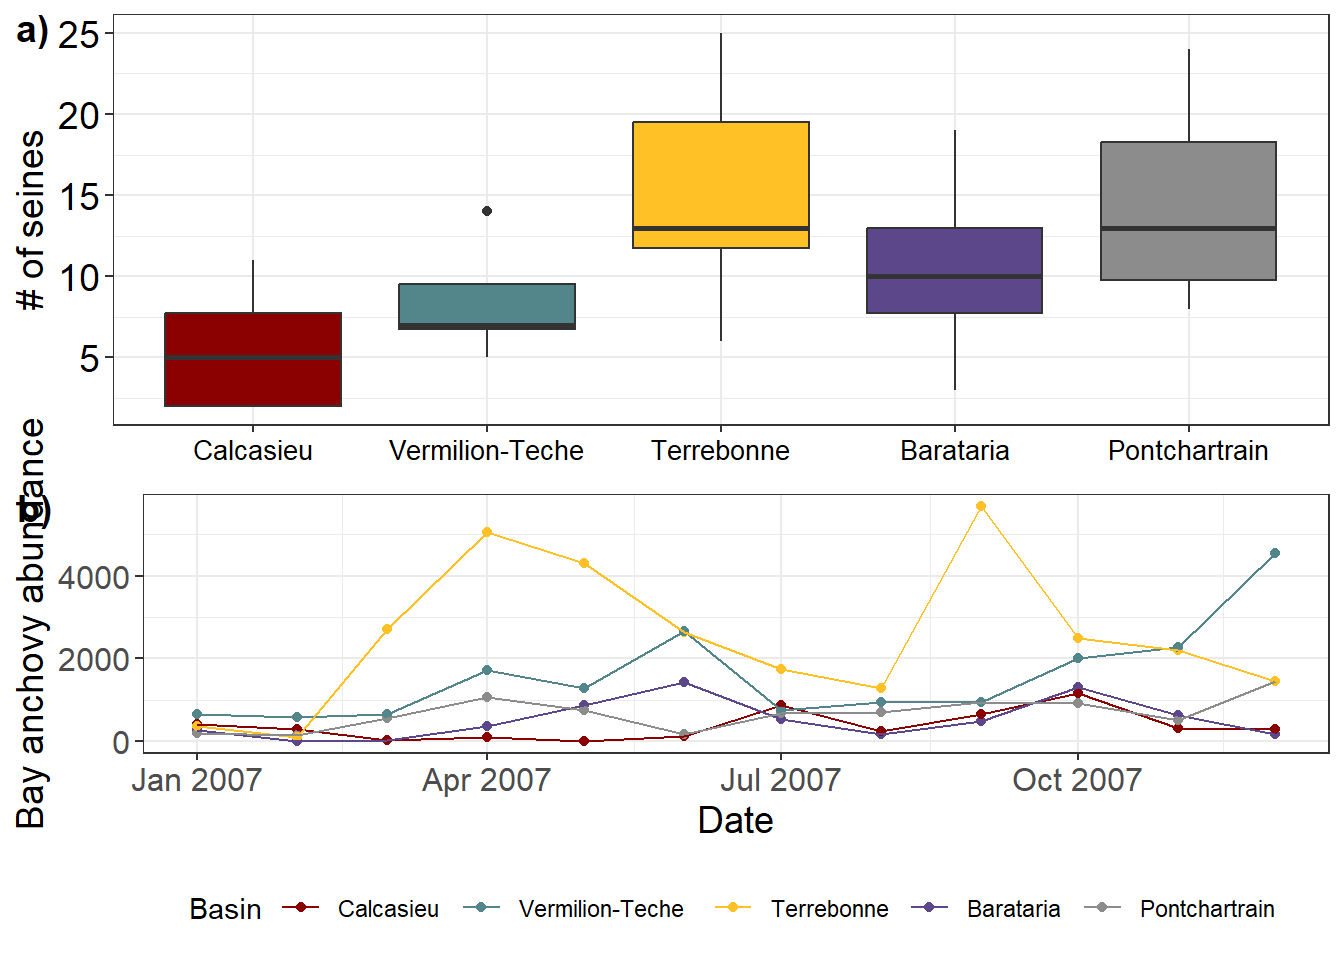 a)
# of seines
25
20
15
10
5
Calcasieu Vermilion-Teche Terrebonne Barataria Pontchartrain
b)
Bay anchovy abundance
4000
2000
0
Jan 2007 Apr 2007 Jul 2007 Oct 2007
Date
Basin Calcasieu Vermilion-Teche Terrebonne Barataria Pontchartrain